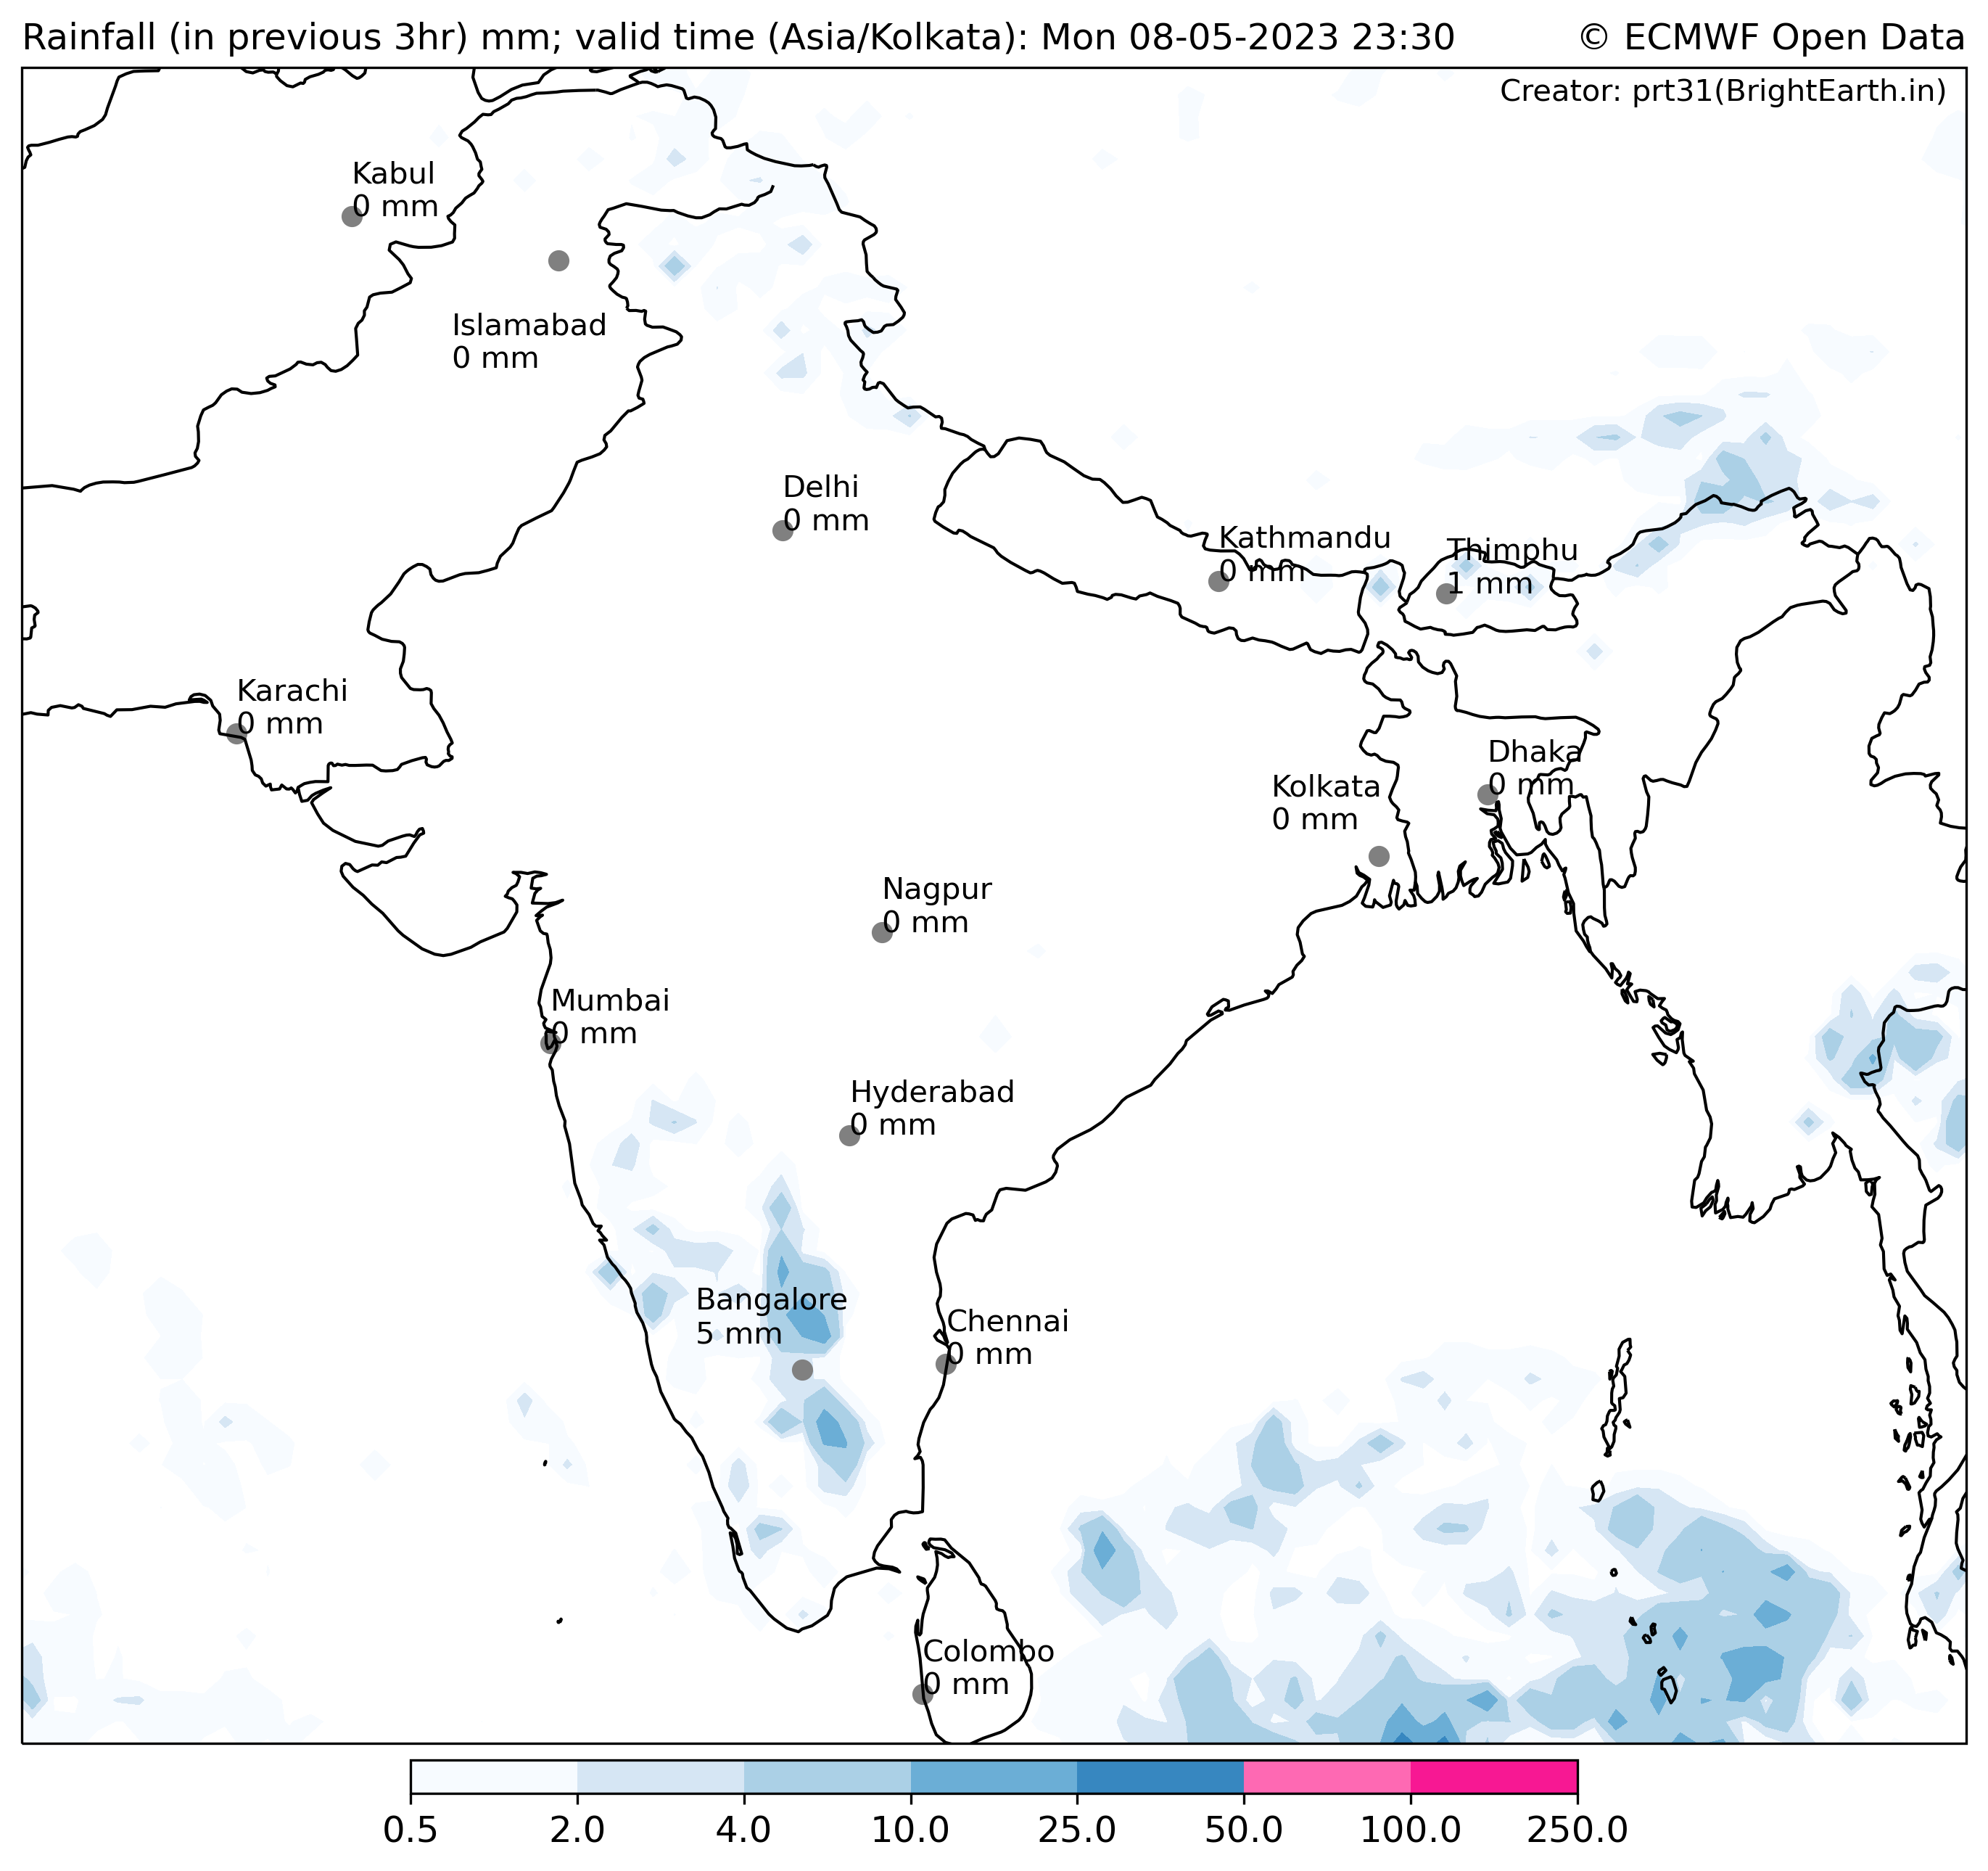 Rainfall (in previous 3hr) mm; valid time (Asia/Kolkata): Mon 08-05-2023 23:30
© ECMWF Open Data
Creator: prt31(BrightEarth.in)
Kabul
0 mm
Islamabad
0 mm
Delhi
0 mm
Kathmandu
0 mm
Thimphu
1 mm
Karachi
0 mm
Dhaka
0 mm
Kolkata
0 mm
Nagpur
0 mm
Mumbai
0 mm
Hyderabad
0 mm
Bangalore
5 mm
Chennai
0 mm
Colombo
0 mm
0.5 2.0 4.0 10.0 25.0 50.0 100.0 250.0